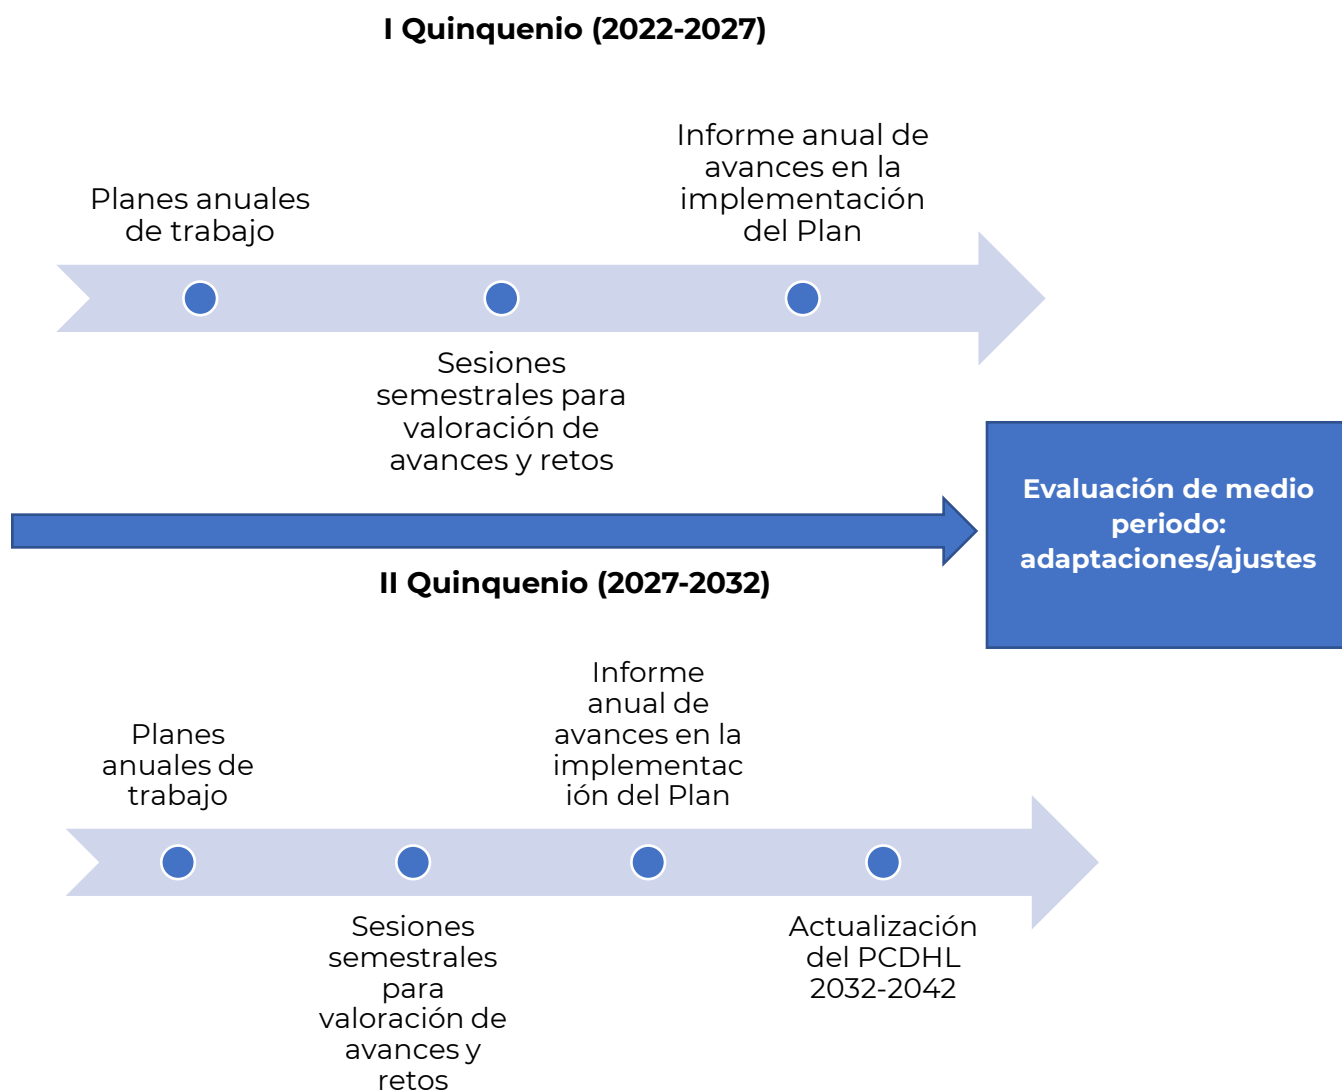 I Quinquenio (2022-2027)
Planes anuales
de trabajo
Sesiones
semestrales para
valoración de
avances y retos
Informe anual de
avances en la
implementación
del Plan
Evaluación de medio
periodo:
adaptaciones/ajustes
II Quinquenio (2027-2032)
Planes
anuales de
trabajo
Sesiones
semestrales
para
valoración de
avances y
retos
Informe
anual de
avances en la
implementac
ión del Plan
Actualización
del PCDHL
2032-2042